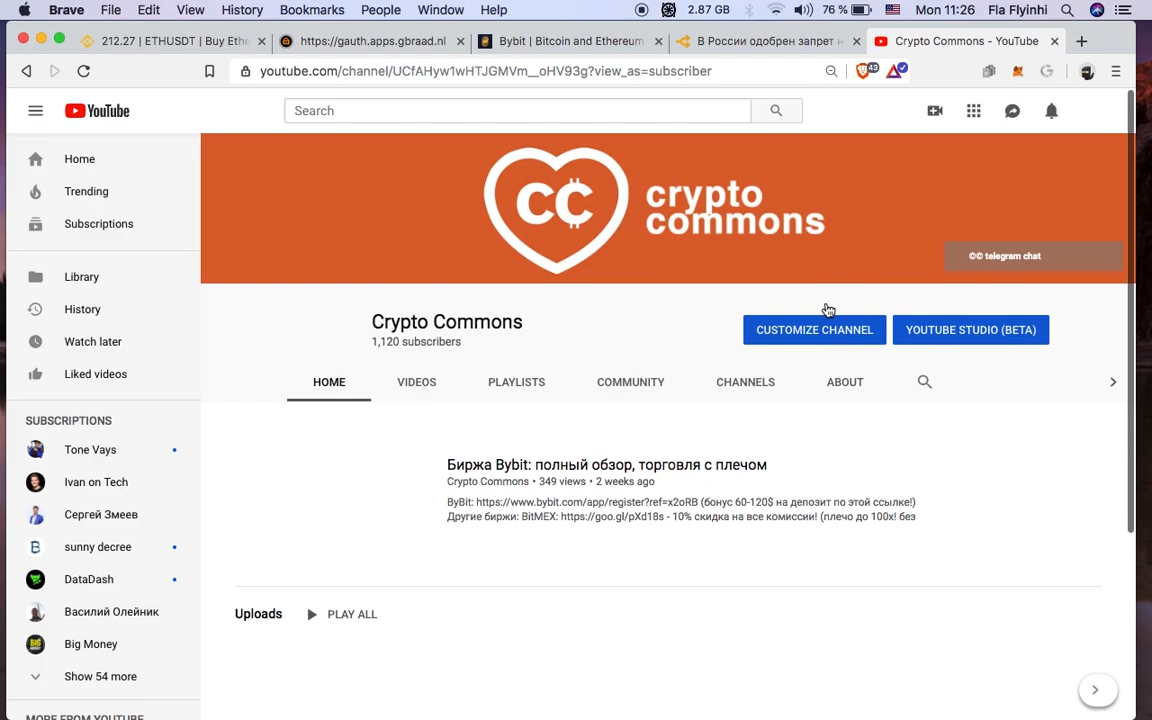 Brave File Edit View History Bookmarks People Window Help 2.87 GB 76 % Mon 11:26 Fla Flyinhi
212.27 | ETHUSDT | Buy Ethe
https://gauth.apps.gbraad.nl
Bybit | Bitcoin and Ethereum
В России одобрен запрет н
Crypto Commons - YouTube
youtube.com/channel/UCfAHyw1wHTJGMVm__oHV93g?view_as=subscriber
43
YouTube
Search
Home
Trending
Subscriptions
Library
History
Watch later
Liked videos
SUBSCRIPTIONS
Tone Vays
Ivan on Tech
Сергей Змеев
sunny decree
DataDash
Василий Олейник
Big Money
Show 54 more
MORE FROM YOUTUBE
CC
crypto
commons
©© telegram chat
Crypto Commons
1,120 subscribers
CUSTOMIZE CHANNEL
YOUTUBE STUDIO (BETA)
HOME VIDEOS PLAYLISTS COMMUNITY CHANNELS ABOUT
Биржа Bybit: полный обзор, торговля с плечом
Crypto Commons • 349 views • 2 weeks ago
ByBit: https://www.bybit.com/app/register?ref=x2oRB (бонус 60-120$ на депозит по этой ссылке!)
Другие биржи: BitMEX: https://goo.gl/pXd18s - 10% скидка на все комиссии! (плечо до 100x! без
Uploads
PLAY ALL